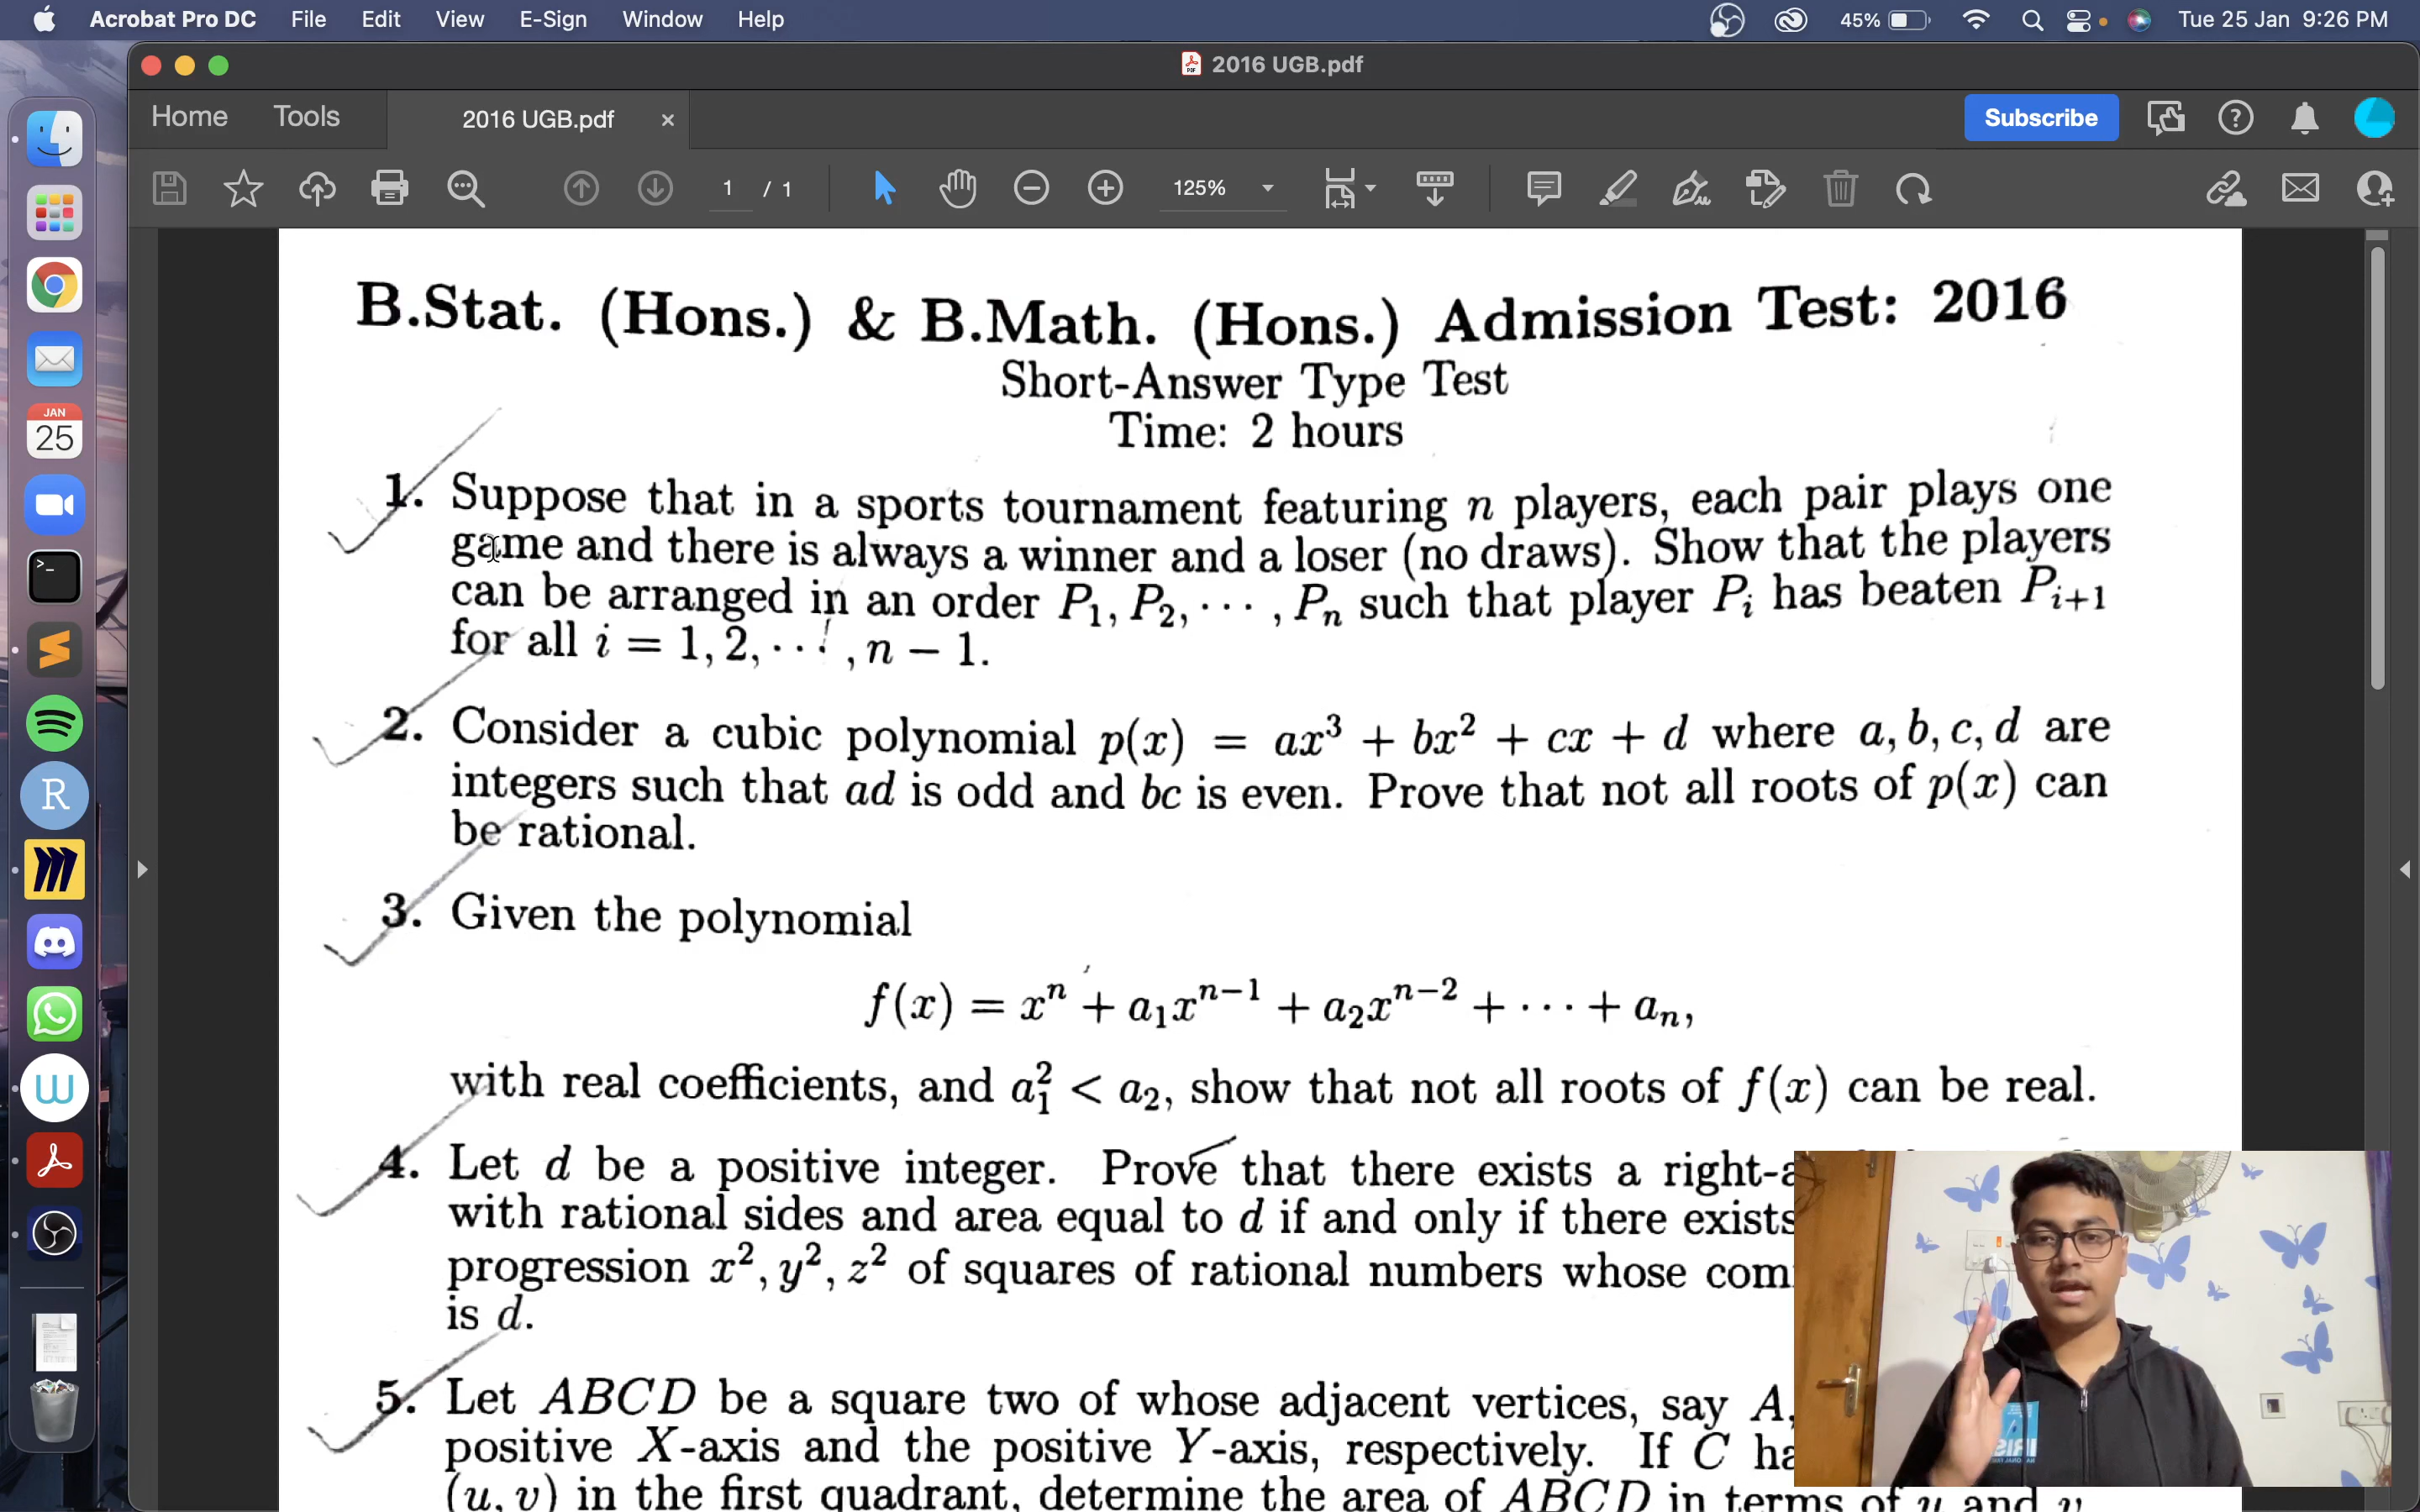 Acrobat Pro DC File Edit View E-Sign Window Help 45% Tue 25 Jan 9:26 PM
2016 UGB.pdf
Home Tools 2016 UGB.pdf × Subscribe
1 / 1 125%
JAN
25
B.Stat. (Hons.) & B.Math. (Hons.) Admission Test: 2016
Short-Answer Type Test
Time: 2 hours
1. Suppose that in a sports tournament featuring n players, each pair plays one
game and there is always a winner and a loser (no draws). Show that the players
can be arranged in an order P₁, P₂, ⋯ , Pₙ such that player Pᵢ has beaten Pᵢ₊₁
for all i = 1, 2, ⋯ , n − 1.
2. Consider a cubic polynomial p(x) = ax³ + bx² + cx + d where a, b, c, d are
integers such that ad is odd and bc is even. Prove that not all roots of p(x) can
be rational.
3. Given the polynomial
f(x) = xⁿ + a₁xⁿ⁻¹ + a₂xⁿ⁻² + ⋯ + aₙ,
with real coefficients, and a₁² < a₂, show that not all roots of f(x) can be real.
4. Let d be a positive integer. Prove that there exists a right-a
with rational sides and area equal to d if and only if there exists
progression x², y², z² of squares of rational numbers whose com
is d.
5. Let ABCD be a square two of whose adjacent vertices, say A,
positive X-axis and the positive Y-axis, respectively. If C ha
(u, v) in the first quadrant, determine the area of ABCD in terms of u and v.